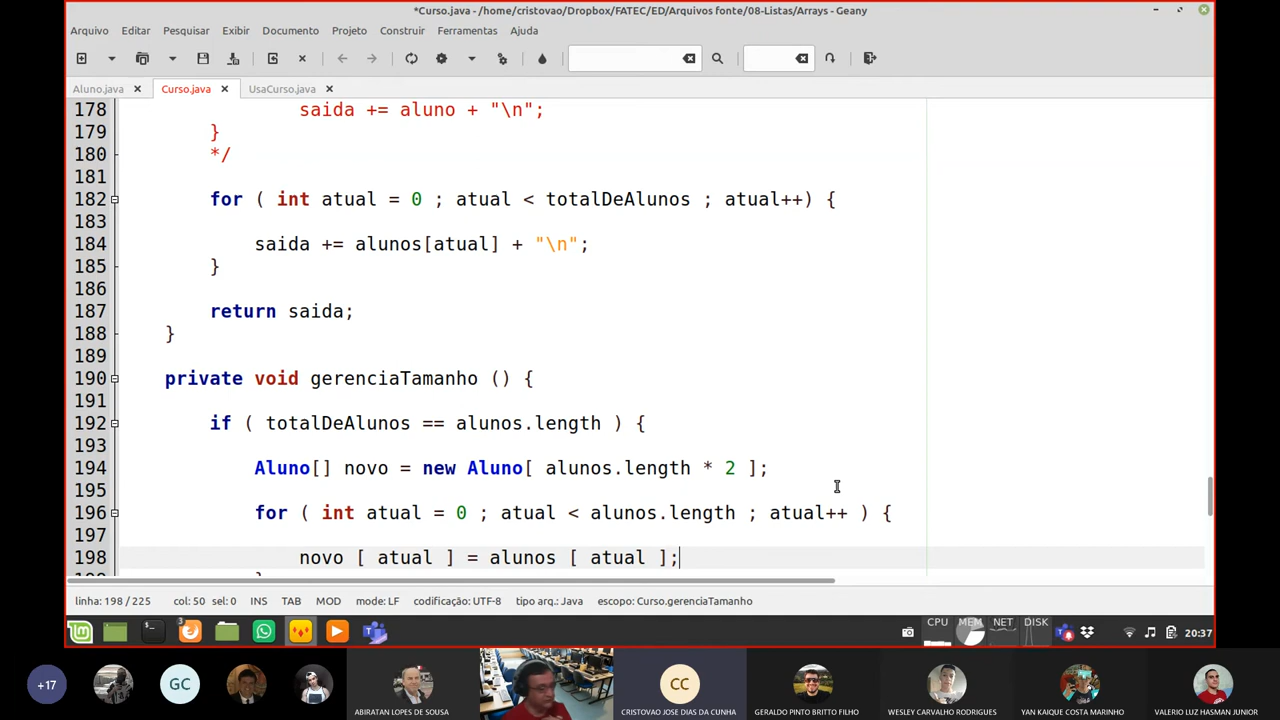 *Curso.java - /home/cristovao/Dropbox/FATEC/ED/Arquivos fonte/08-Listas/Arrays - Geany
Arquivo Editar Pesquisar Exibir Documento Projeto Construir Ferramentas Ajuda
Aluno.java Curso.java UsaCurso.java
178 saida += aluno + "\n";
179 }
180 */
181
182 for ( int atual = 0 ; atual < totalDeAlunos ; atual++) {
183
184 saida += alunos[atual] + "\n";
185 }
186
187 return saida;
188 }
189
190 private void gerenciaTamanho () {
191
192 if ( totalDeAlunos == alunos.length ) {
193
194 Aluno[] novo = new Aluno[ alunos.length * 2 ];
195
196 for ( int atual = 0 ; atual < alunos.length ; atual++ ) {
197
198 novo [ atual ] = alunos [ atual ];
linha: 198 / 225 col: 50 sel: 0 INS TAB MOD mode: LF codificação: UTF-8 tipo arq.: Java escopo: Curso.gerenciaTamanho
3 CPU MEM NET DISK 20:37
+17 GC CC
ABIRATAN LOPES DE SOUSA CRISTOVAO JOSE DIAS DA CUNHA GERALDO PINTO BRITTO FILHO WESLEY CARVALHO RODRIGUES YAN KAIQUE COSTA MARINHO VALERIO LUZ HASMAN JUNIOR